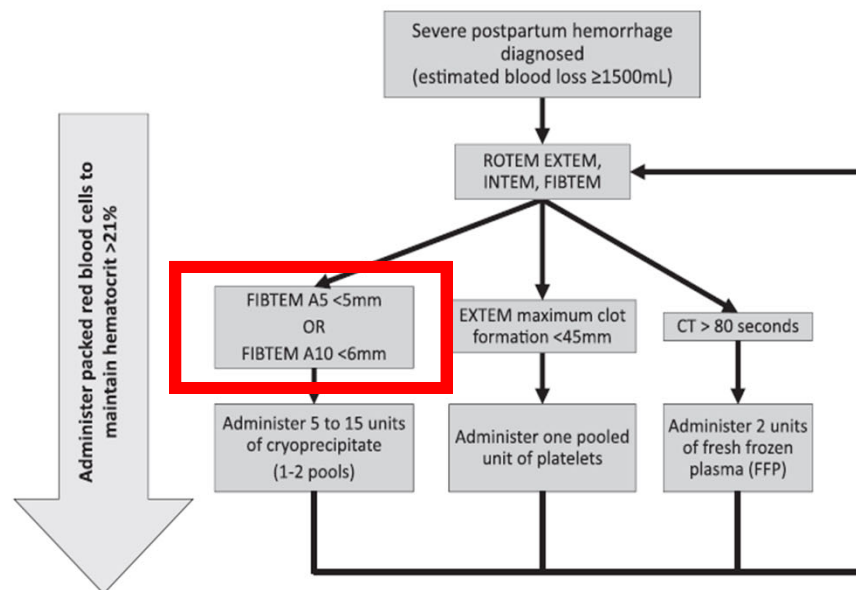 Severe postpartum hemorrhage
diagnosed
(estimated blood loss ≥1500mL)
Administer packed red blood cells to
maintain hematocrit >21%
ROTEM EXTEM,
INTEM, FIBTEM
FIBTEM A5 <5mm
OR
FIBTEM A10 <6mm
EXTEM maximum clot
formation <45mm
CT > 80 seconds
Administer 5 to 15 units
of cryoprecipitate
(1-2 pools)
Administer one pooled
unit of platelets
Administer 2 units
of fresh frozen
plasma (FFP)